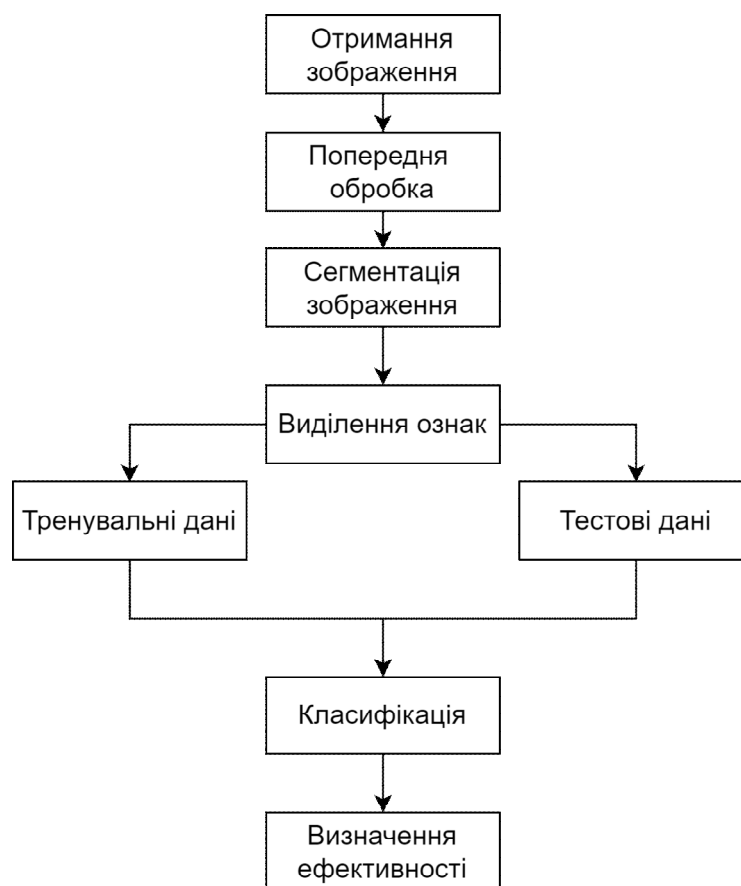 Отримання
зображення
Попередня
обробка
Сегментація
зображення
Виділення ознак
Тренувальні дані
Тестові дані
Класифікація
Визначення
ефективності